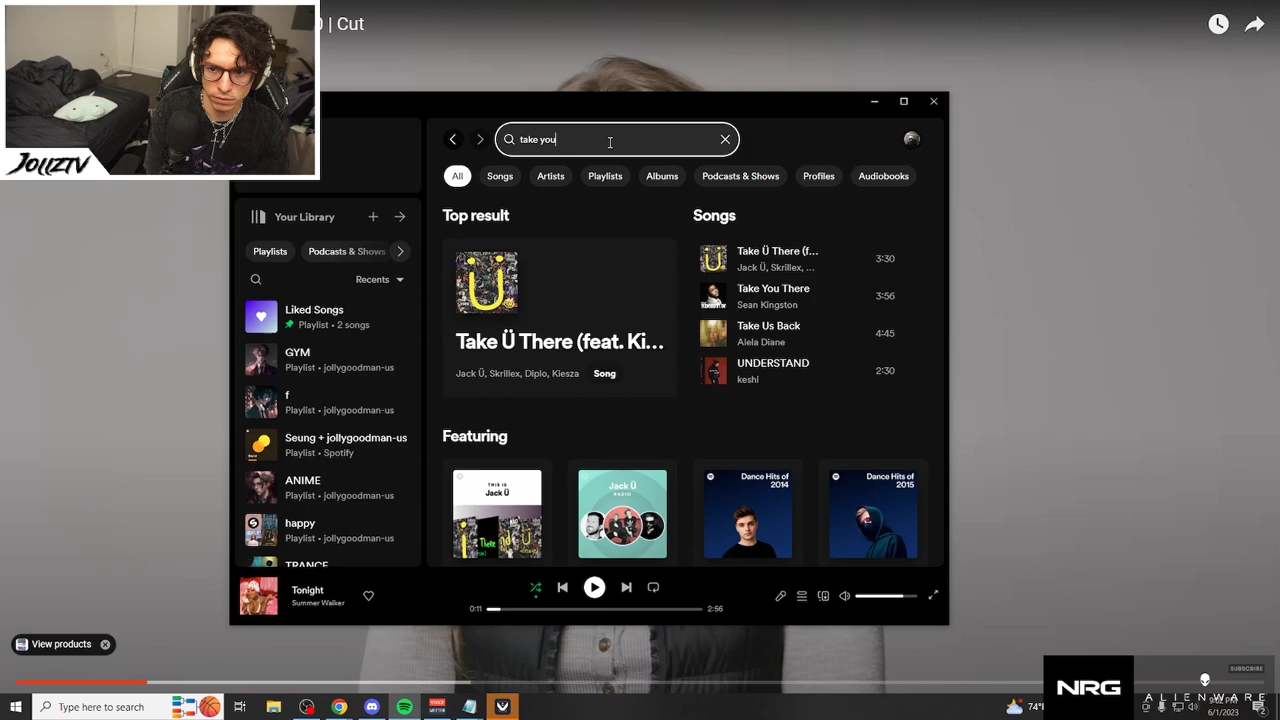 | Cut
JOLLZTV
take you
All
Songs
Artists
Playlists
Albums
Podcasts & Shows
Profiles
Audiobooks
Your Library
Playlists
Podcasts & Shows
Recents
Liked Songs
Playlist • 2 songs
GYM
Playlist • jollygoodman-us
f
Playlist • jollygoodman-us
Seung + jollygoodman-us
Playlist • Spotify
ANIME
Playlist • jollygoodman-us
happy
Playlist • jollygoodman-us
TRANCE
Top result
Take Ü There (feat. Ki...
Jack Ü, Skrillex, Diplo, Kiesza
Song
Songs
Take Ü There (f...
Jack Ü, Skrillex, ...
3:30
Take You There
Sean Kingston
3:56
Take Us Back
Alela Diane
4:45
UNDERSTAND
keshi
2:30
Featuring
THIS IS
Jack Ü
Jack Ü
RADIO
Dance Hits of
2014
Dance Hits of
2015
Tonight
Summer Walker
0:11
2:56
View products
SUBSCRIBE
NRG
ALIENWARE
Type here to search
74°F
6/1/2023